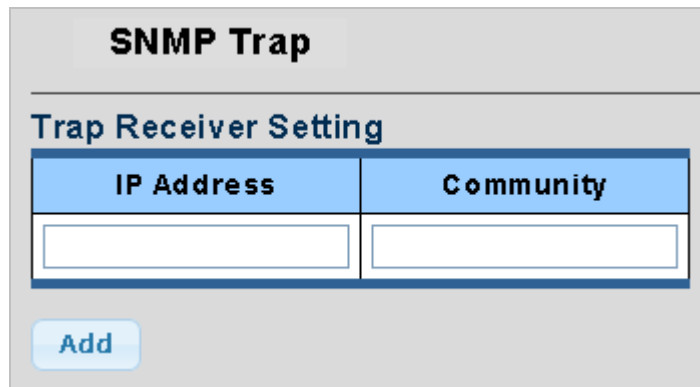 SNMP Trap
Trap Receiver Setting
IP Address Community
Add